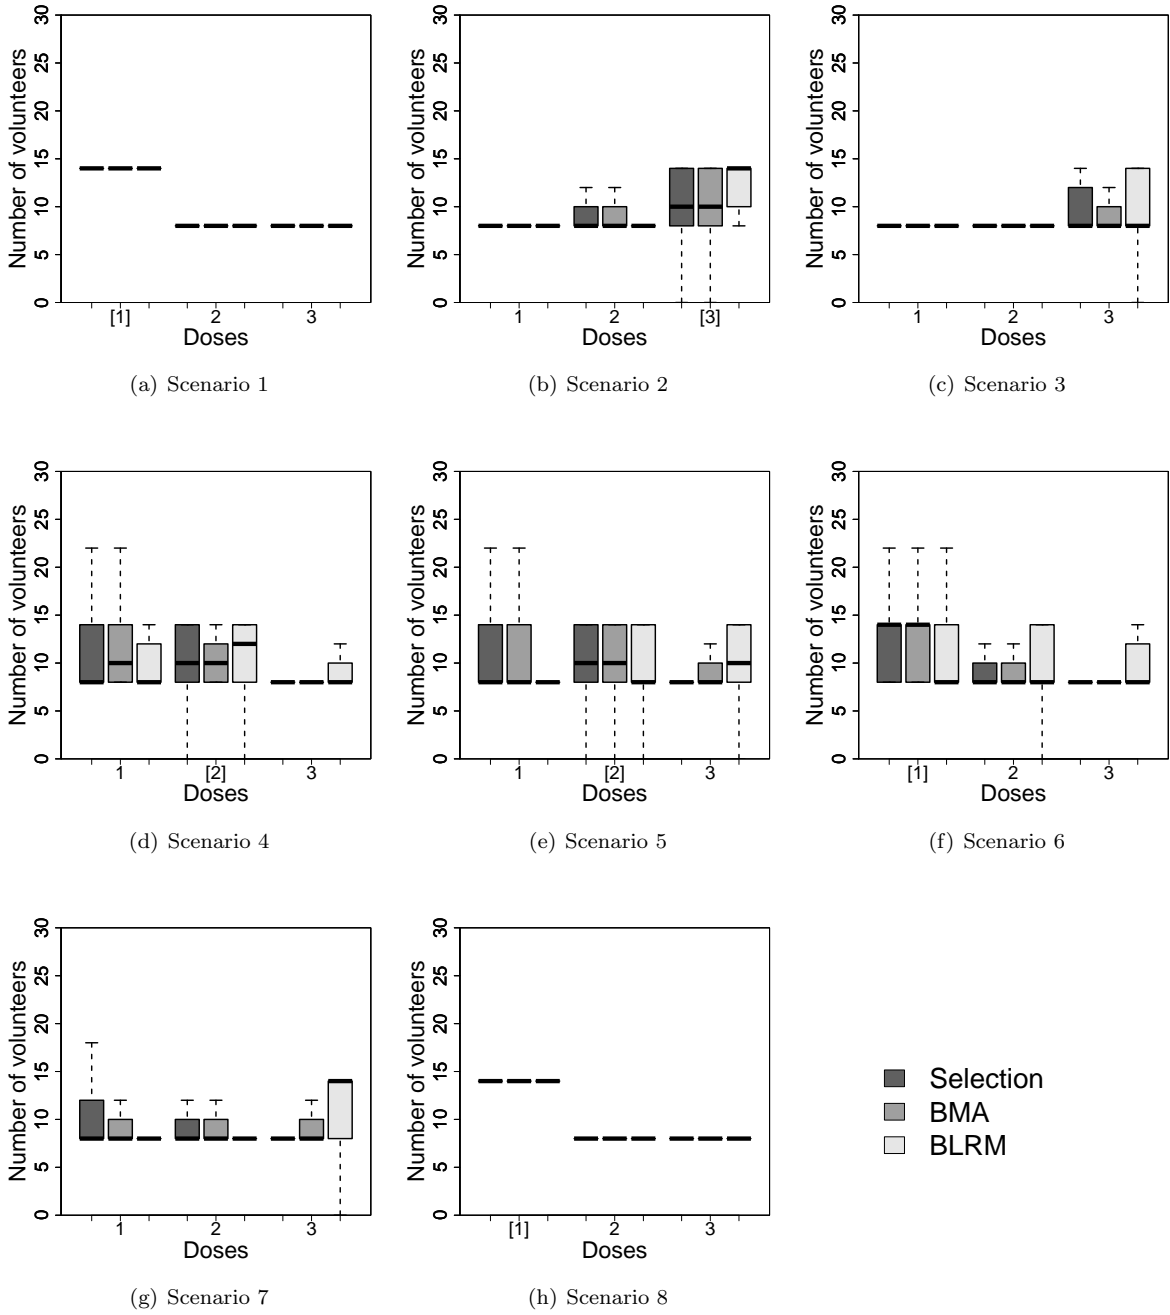 Number of volunteers
0 5 10 15 20 25 30
[1] 2 3
Doses
(a) Scenario 1
Number of volunteers
0 5 10 15 20 25 30
1 2 [3]
Doses
(b) Scenario 2
Number of volunteers
0 5 10 15 20 25 30
1 2 3
Doses
(c) Scenario 3
Number of volunteers
0 5 10 15 20 25 30
1 [2] 3
Doses
(d) Scenario 4
Number of volunteers
0 5 10 15 20 25 30
1 [2] 3
Doses
(e) Scenario 5
Number of volunteers
0 5 10 15 20 25 30
[1] 2 3
Doses
(f) Scenario 6
Number of volunteers
0 5 10 15 20 25 30
1 2 3
Doses
(g) Scenario 7
Number of volunteers
0 5 10 15 20 25 30
[1] 2 3
Doses
(h) Scenario 8
Selection
BMA
BLRM